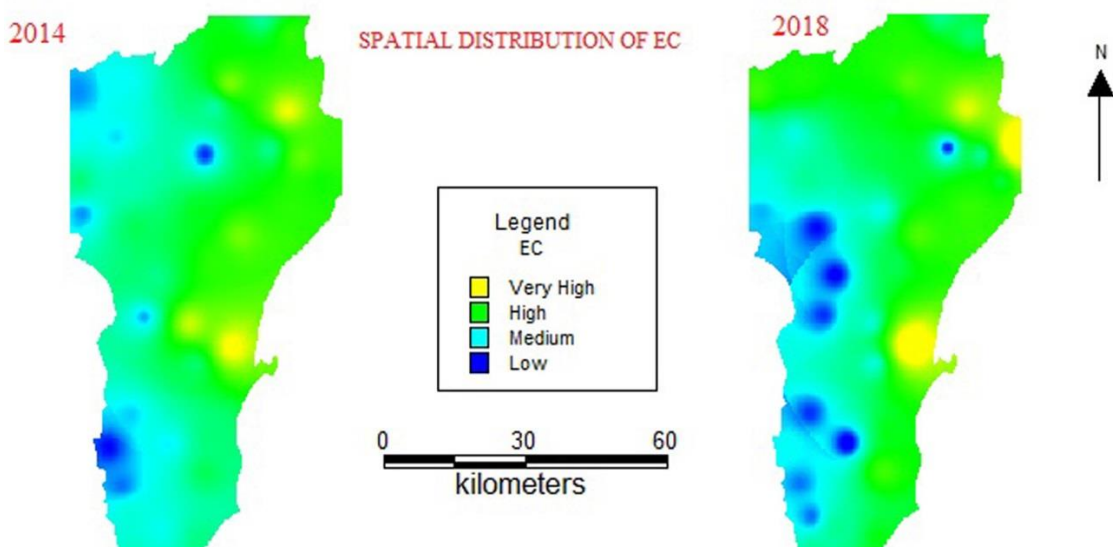 2014
SPATIAL DISTRIBUTION OF EC
2018
N
Legend
EC
Very High
High
Medium
Low
0 30 60
kilometers